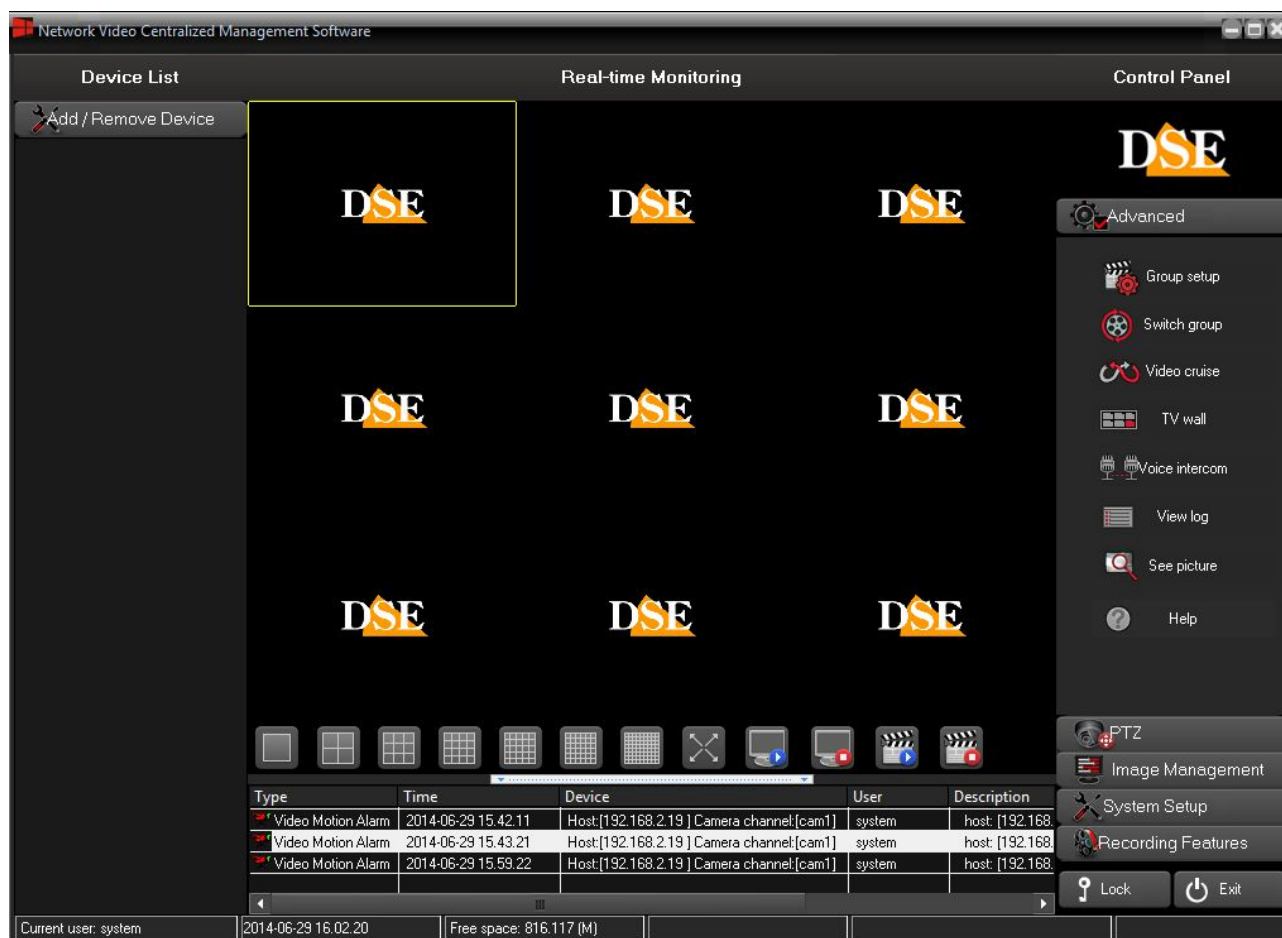 Network Video Centralized Management Software
Device List
Real-time Monitoring
Control Panel
Add / Remove Device
DSE
DSE
DSE
DSE
Advanced
Group setup
Switch group
Video cruise
DSE
DSE
DSE
TV wall
Voice intercom
View log
See picture
DSE
DSE
DSE
Help
PTZ
Image Management
System Setup
Recording Features
Lock
Exit
Type Time Device User Description
Video Motion Alarm 2014-06-29 15.42.11 Host:[192.168.2.19 ] Camera channel:[cam1] system host: [192.168.
Video Motion Alarm 2014-06-29 15.43.21 Host:[192.168.2.19 ] Camera channel:[cam1] system host: [192.168.
Video Motion Alarm 2014-06-29 15.59.22 Host:[192.168.2.19 ] Camera channel:[cam1] system host: [192.168.
Current user: system 2014-06-29 16.02.20 Free space: 816.117 (M)